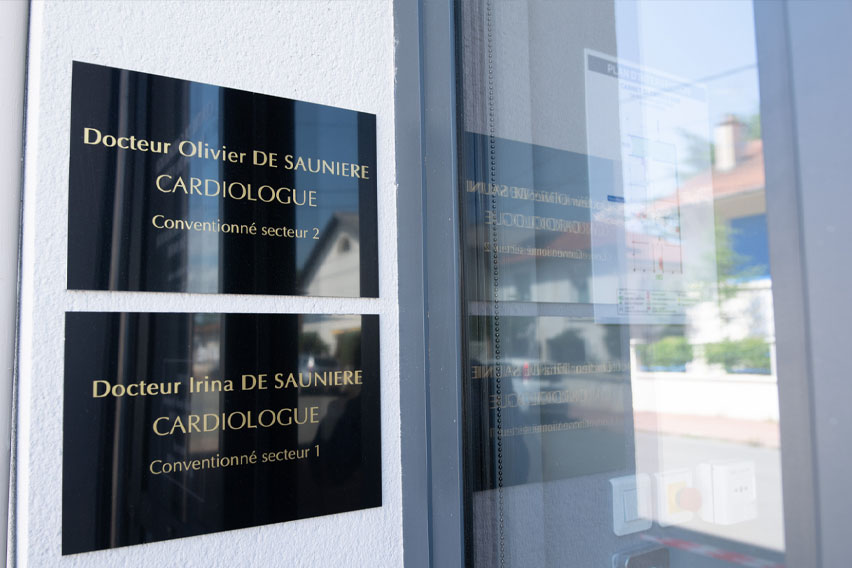 Docteur Olivier DE SAUNIERE
CARDIOLOGUE
Conventionné secteur 2
Docteur Irina DE SAUNIERE
CARDIOLOGUE
Conventionné secteur 1